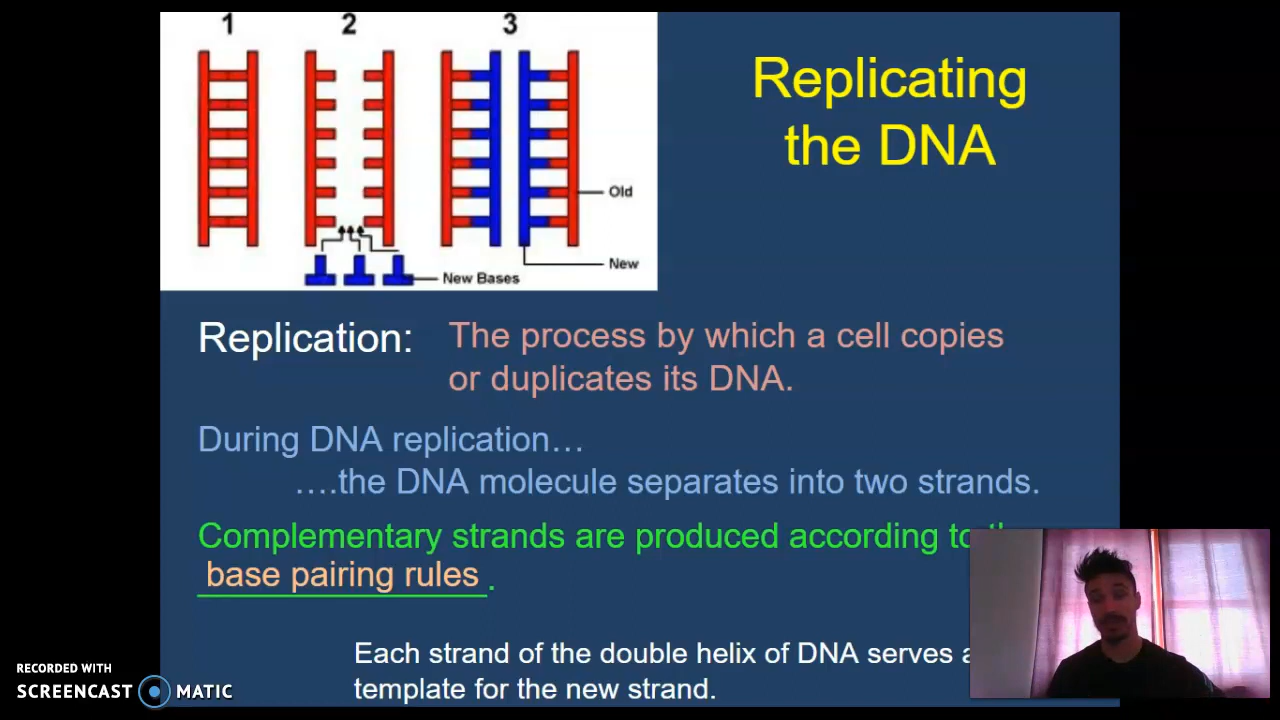 1 2 3
Replicating
the DNA
Old
New
New Bases
Replication: The process by which a cell copies
or duplicates its DNA.
During DNA replication…
….the DNA molecule separates into two strands.
Complementary strands are produced according to
base pairing rules.
Each strand of the double helix of DNA serves
template for the new strand.
RECORDED WITH
SCREENCAST MATIC